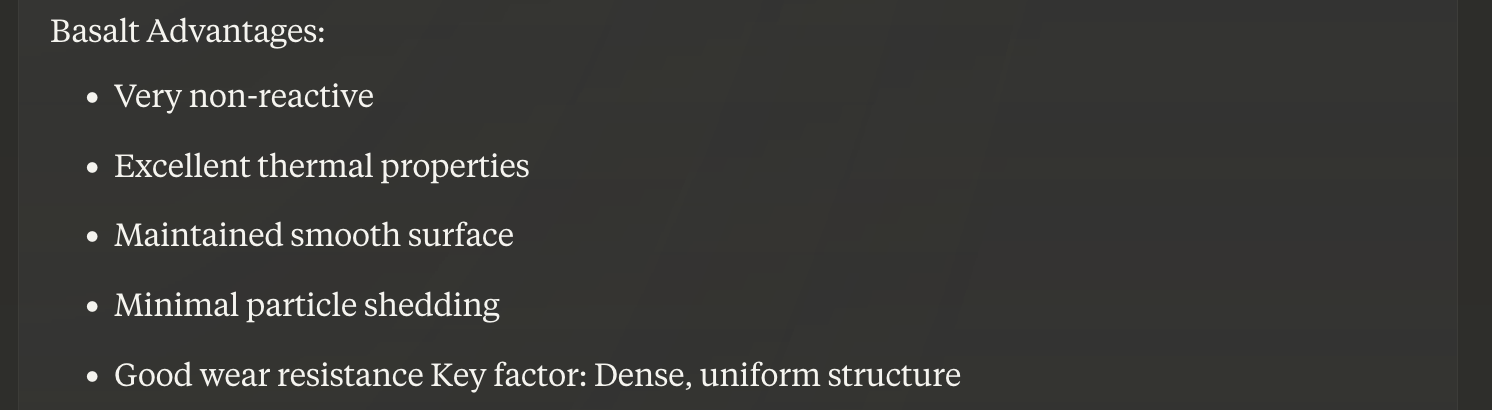 Basalt Advantages:
• Very non-reactive
• Excellent thermal properties
• Maintained smooth surface
• Minimal particle shedding
• Good wear resistance Key factor: Dense, uniform structure